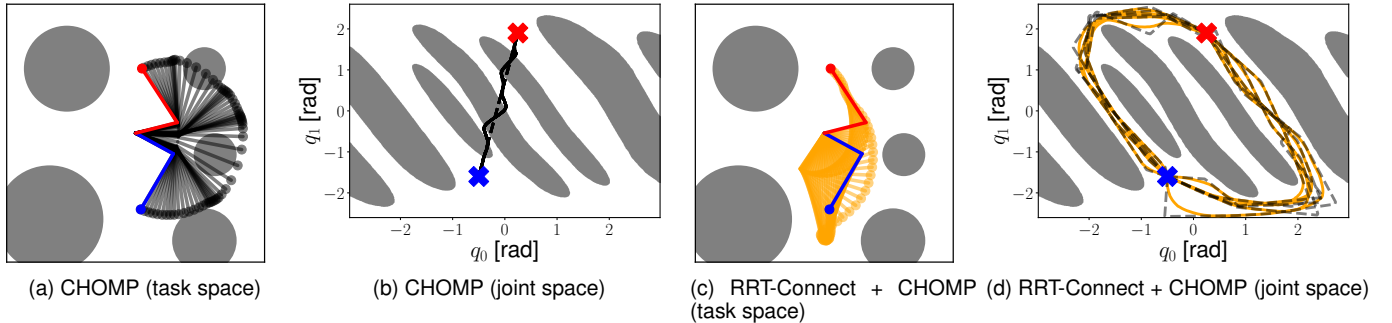 2
1
0
−1
−2
q1 [rad]
−2
−1
0
1
2
q0 [rad]
2
1
0
−1
−2
q1 [rad]
−2
−1
0
1
2
q0 [rad]
(a) CHOMP (task space)
(b) CHOMP (joint space)
(c) RRT-Connect + CHOMP
(task space)
(d) RRT-Connect + CHOMP (joint space)